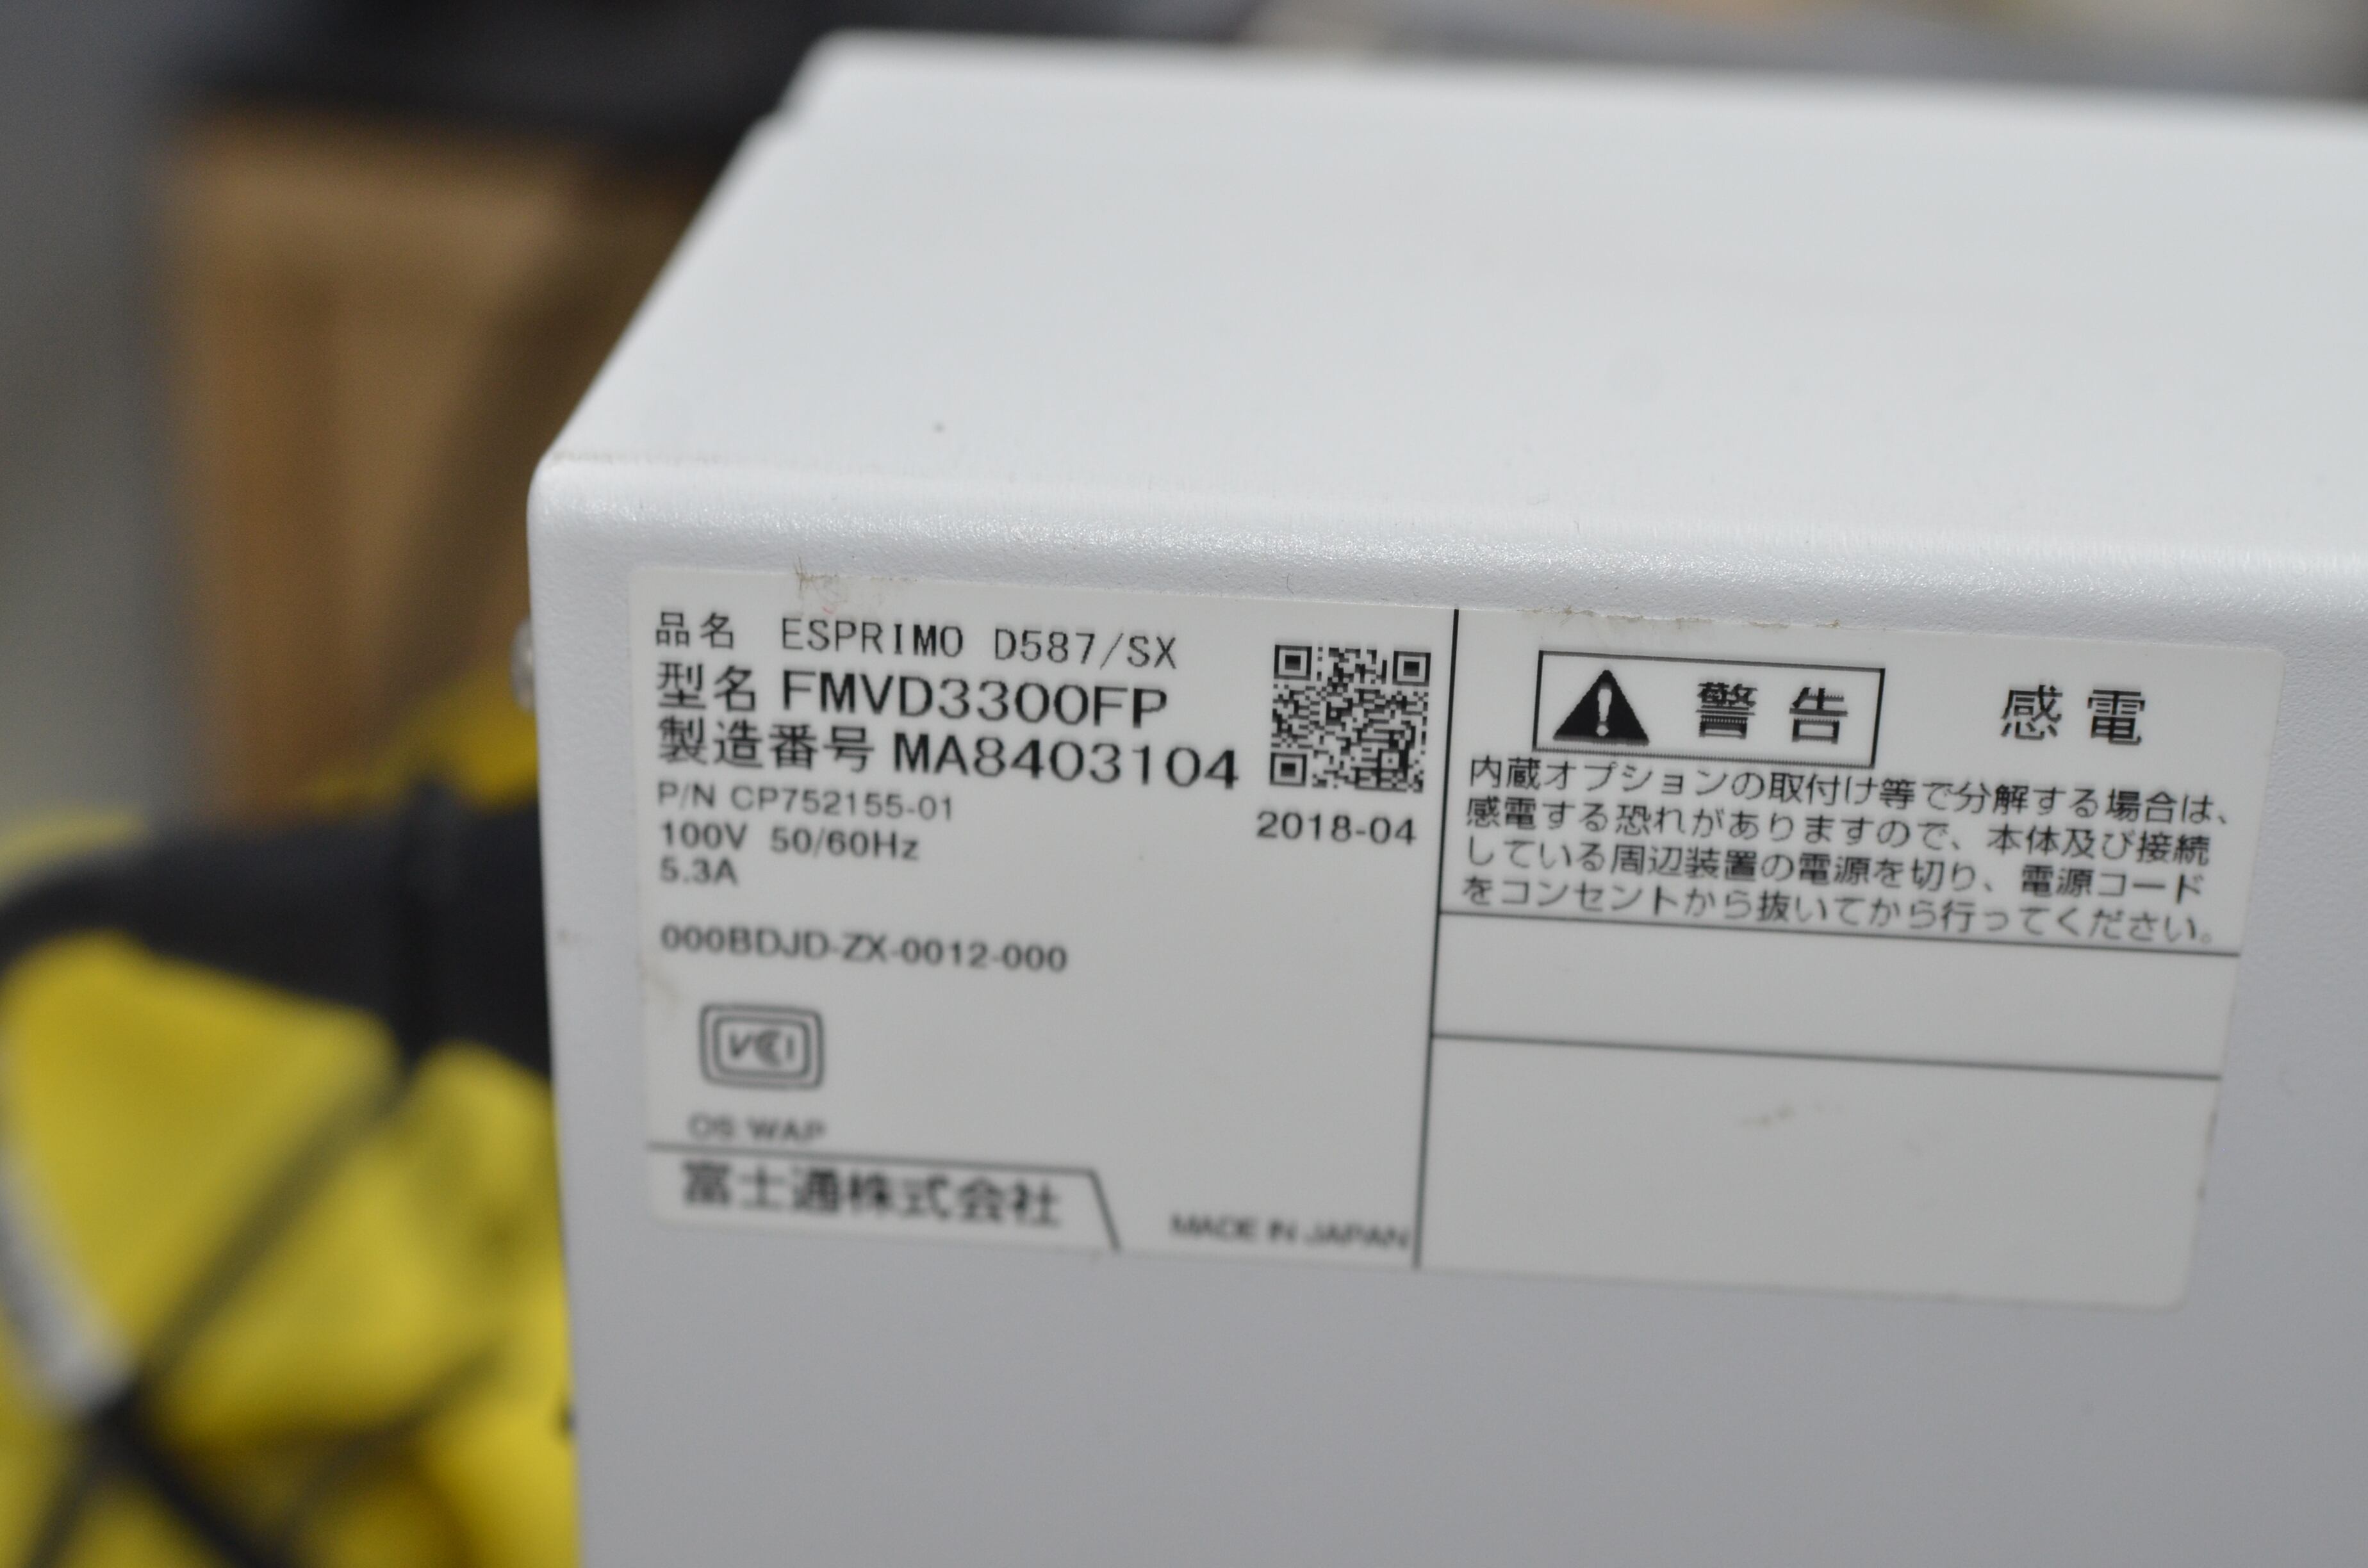 品名 ESPRIMO D587/SX
型名 FMVD3300FP
製造番号 MA8403104
P/N CP752155-01
100V 50/60Hz
5.3A
2018-04
000BDJD-ZX-0012-000
VCI
OS:WAP
富士通株式会社
MADE IN JAPAN
警告 感電
内蔵オプションの取付け等で分解する場合は、
感電する恐れがありますので、本体及び接続
している周辺装置の電源を切り、電源コード
をコンセントから抜いてから行ってください。